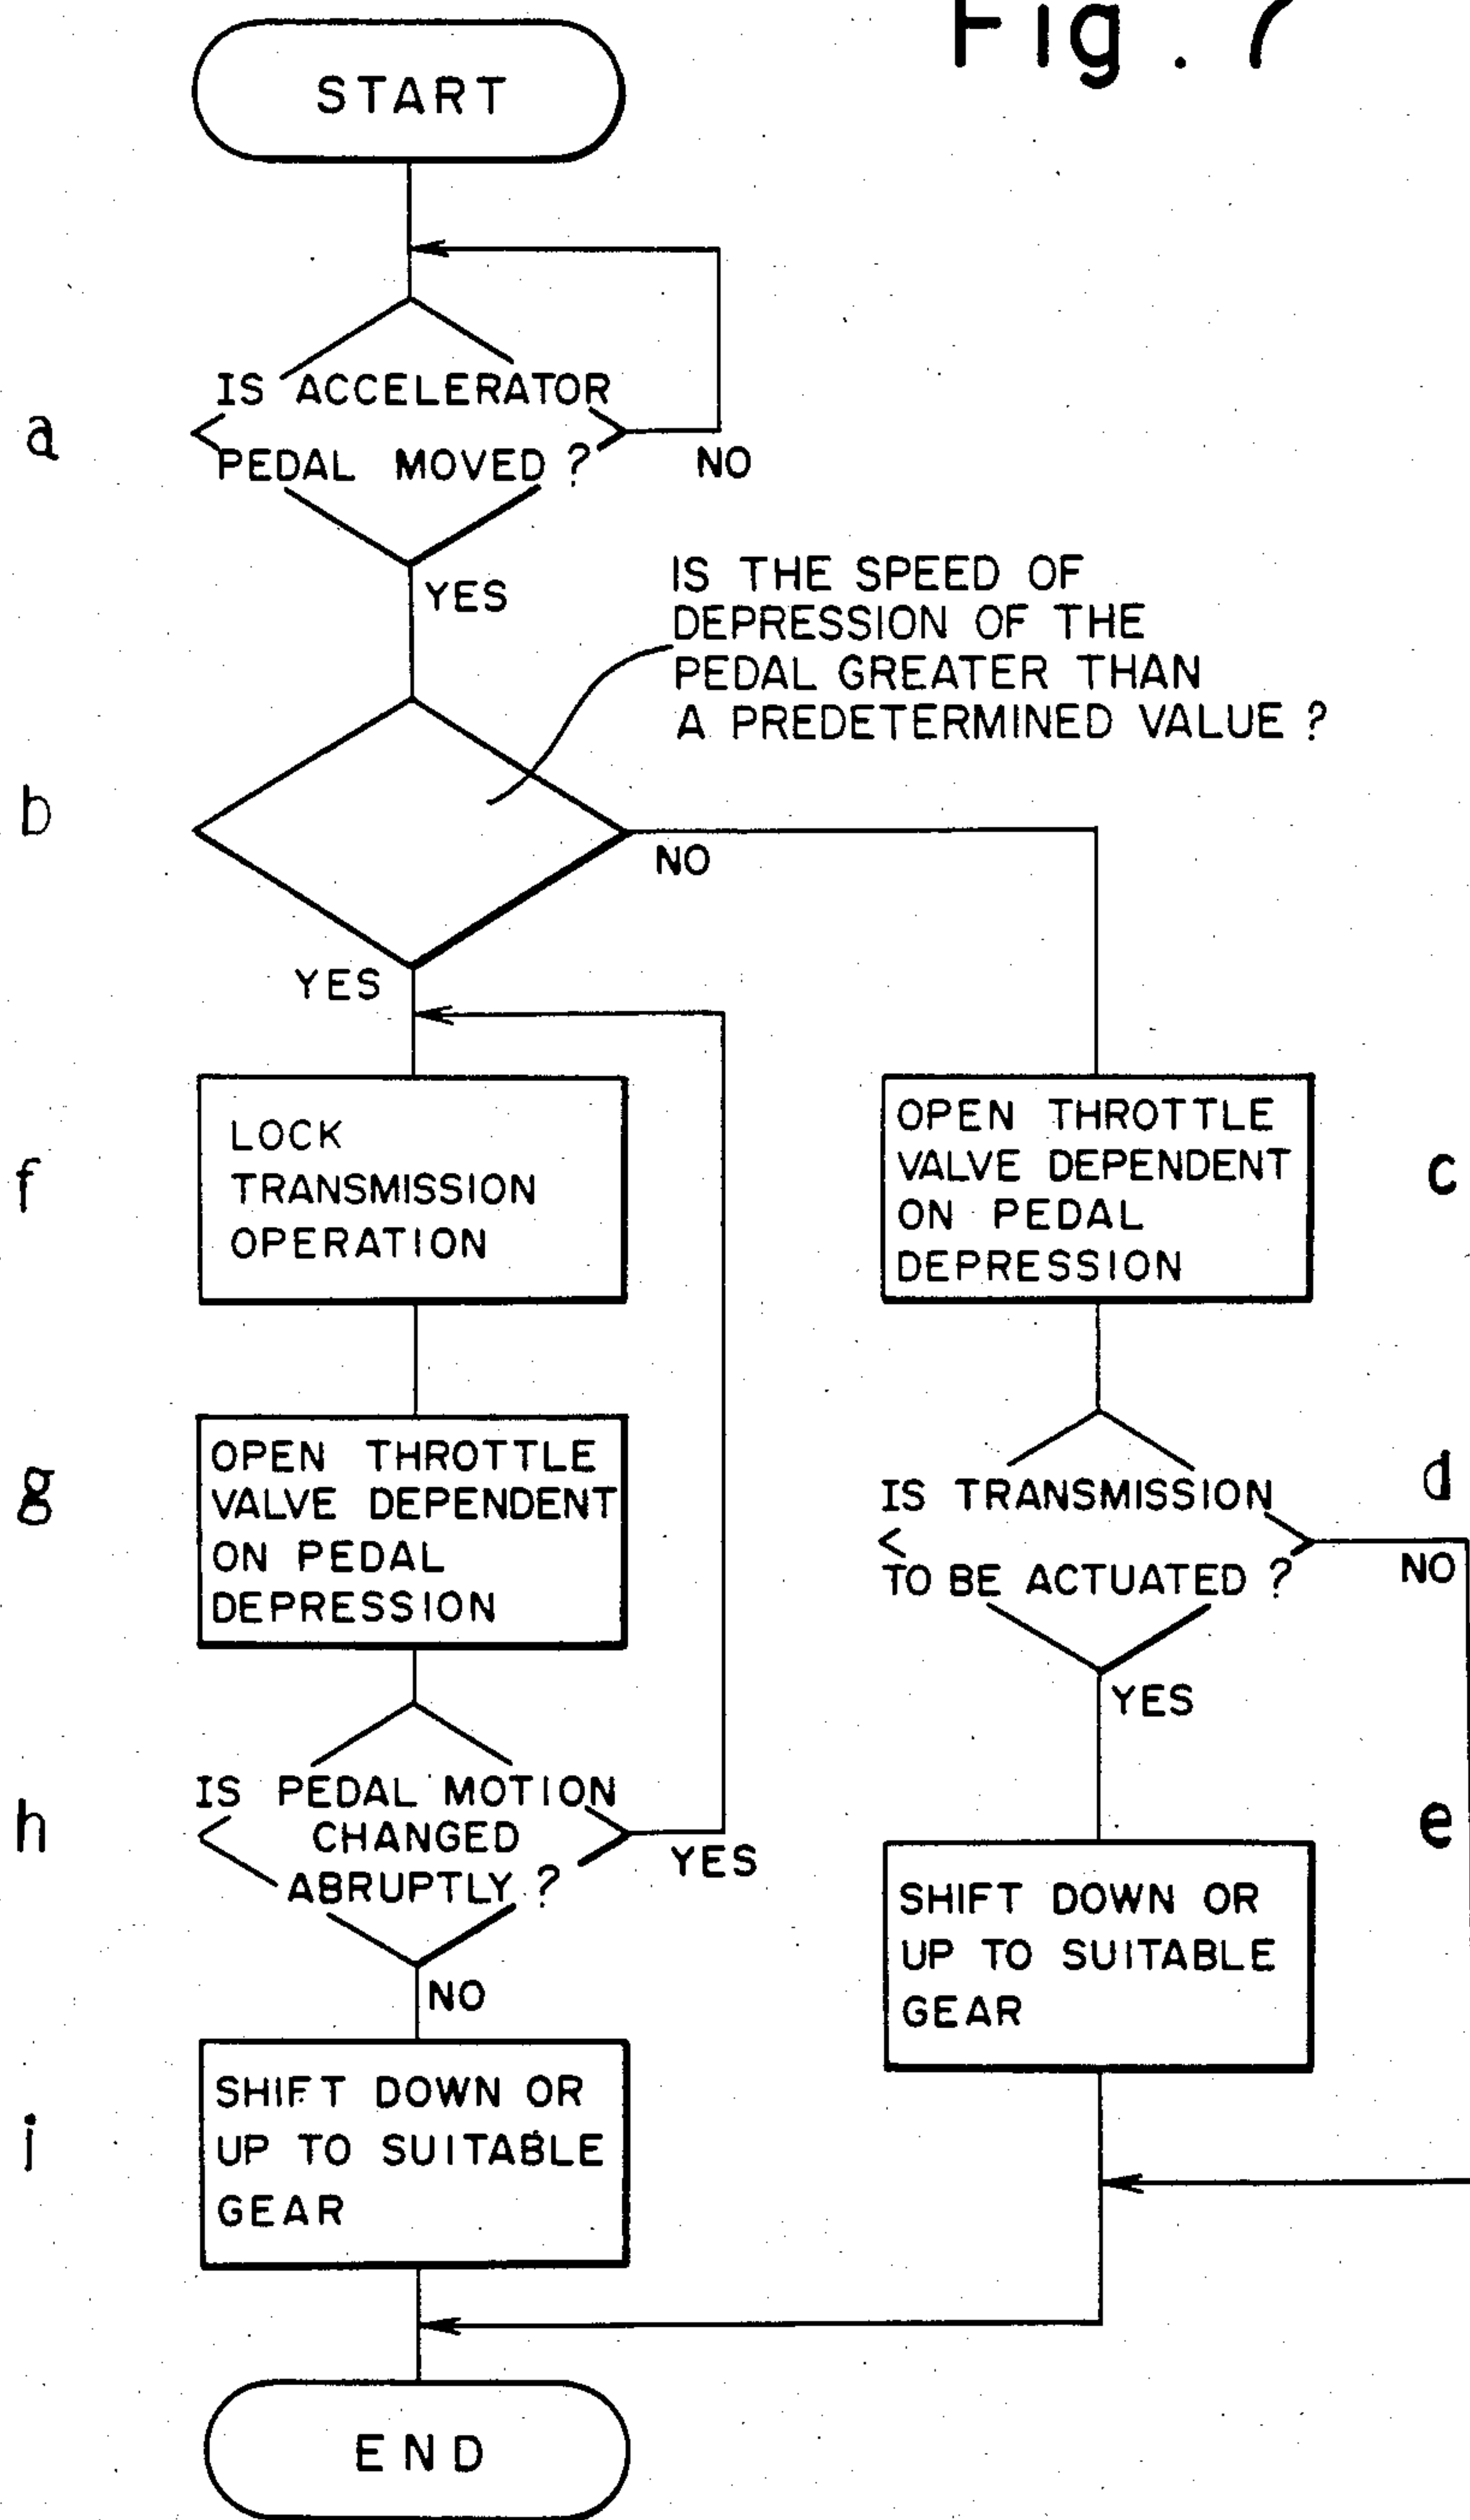 Fig. 7
START
a
IS ACCELERATOR
PEDAL MOVED ?
NO
YES
IS THE SPEED OF
DEPRESSION OF THE
PEDAL GREATER THAN
A PREDETERMINED VALUE ?
b
NO
YES
f
LOCK
TRANSMISSION
OPERATION
OPEN THROTTLE
VALVE DEPENDENT
ON PEDAL
DEPRESSION
c
g
OPEN THROTTLE
VALVE DEPENDENT
ON PEDAL
DEPRESSION
IS TRANSMISSION
TO BE ACTUATED ?
d
NO
YES
h
IS PEDAL MOTION
CHANGED
ABRUPTLY ?
YES
NO
e
SHIFT DOWN OR
UP TO SUITABLE
GEAR
i
SHIFT DOWN OR
UP TO SUITABLE
GEAR
END